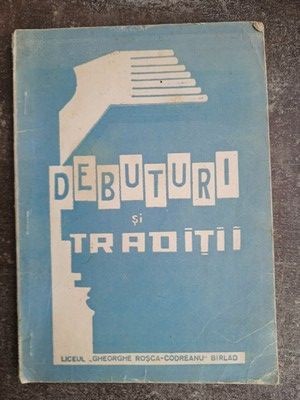 DEBUTURI
și
TRADIȚII
LICEUL „GHEORGHE ROȘCA-CODREANU" BÎRLAD